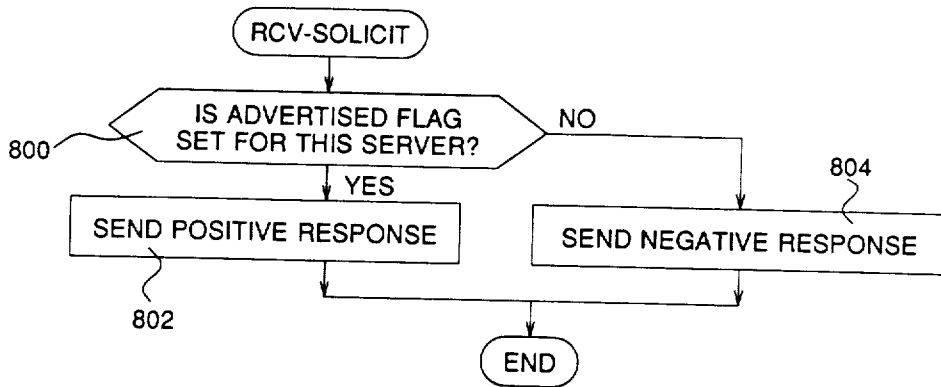 RCV-SOLICIT
IS ADVERTISED FLAG
SET FOR THIS SERVER?
NO
800
YES
804
SEND POSITIVE RESPONSE
SEND NEGATIVE RESPONSE
802
END